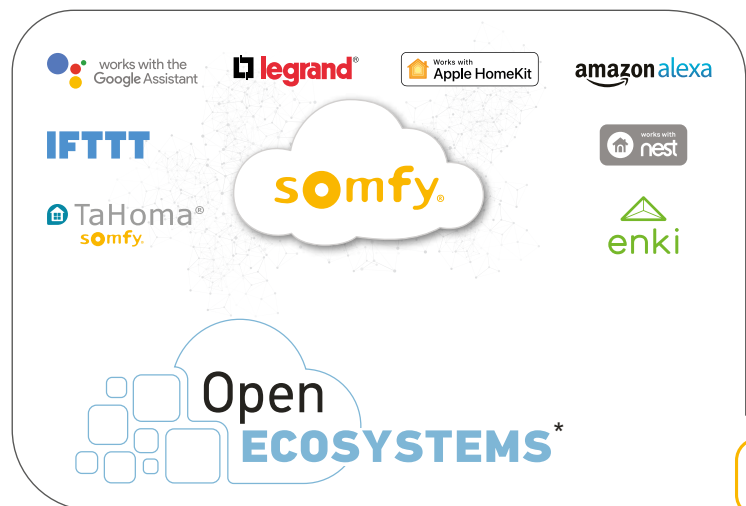 works with the
Google Assistant
legrand®
Works with
Apple HomeKit
amazon alexa
IFTTT
somfy®
works with
nest
TaHoma®
somfy®
enki
Open
ECOSYSTEMS*